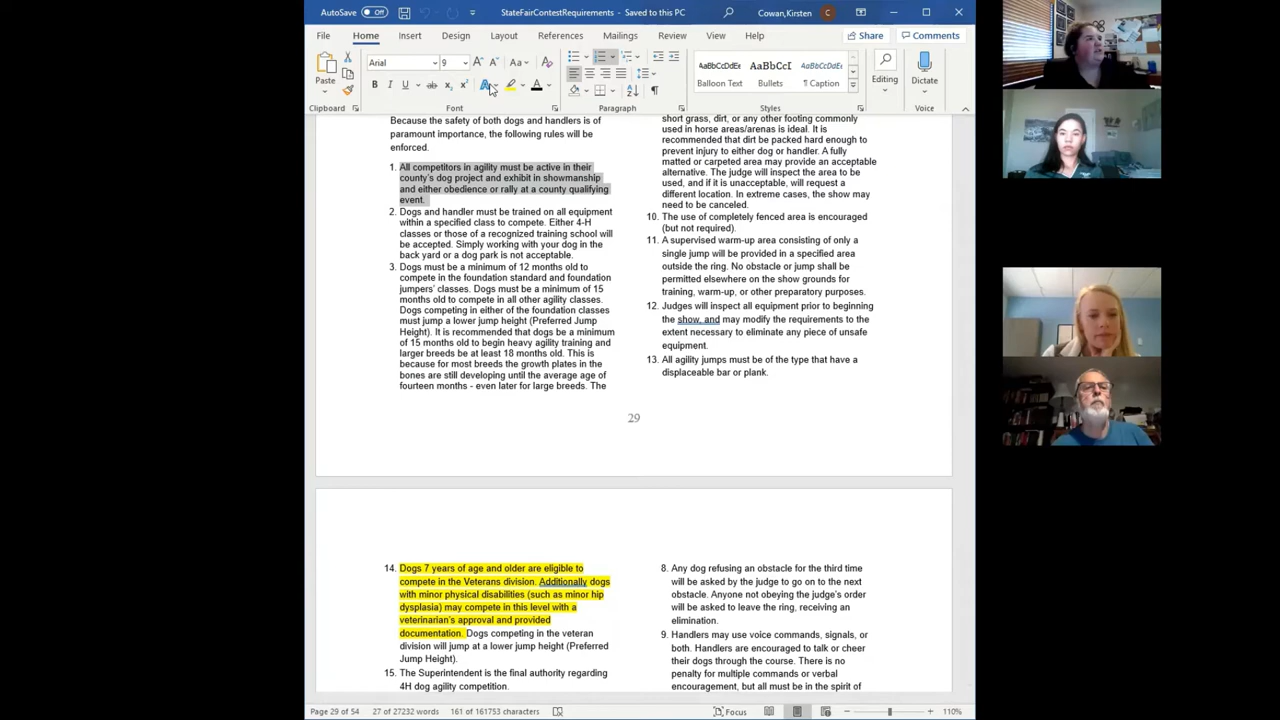 AutoSave
Off
StateFairContestRequirements - Saved to this PC
Cowan,Kirsten
C
File
Home
Insert
Design
Layout
References
Mailings
Review
View
Help
Share
Comments
Arial
9
Paste
Editing
Dictate
AaBbCcDdEe
AaBbCcI
AaBbCcDdEe
Balloon Text
Bullets
¶ Caption
Clipboard
Font
Paragraph
Styles
Voice
Because the safety of both dogs and handlers is of
paramount importance, the following rules will be
enforced.
1. All competitors in agility must be active in their
county's dog project and exhibit in showmanship
and either obedience or rally at a county qualifying
event.
2. Dogs and handler must be trained on all equipment
within a specified class to compete. Either 4-H
classes or those of a recognized training school will
be accepted. Simply working with your dog in the
back yard or a dog park is not acceptable.
3. Dogs must be a minimum of 12 months old to
compete in the foundation standard and foundation
jumpers' classes. Dogs must be a minimum of 15
months old to compete in all other agility classes.
Dogs competing in either of the foundation classes
must jump a lower jump height (Preferred Jump
Height). It is recommended that dogs be a minimum
of 15 months old to begin heavy agility training and
larger breeds be at least 18 months old. This is
because for most breeds the growth plates in the
bones are still developing until the average age of
fourteen months - even later for large breeds. The
short grass, dirt, or any other footing commonly
used in horse areas/arenas is ideal. It is
recommended that dirt be packed hard enough to
prevent injury to either dog or handler. A fully
matted or carpeted area may provide an acceptable
alternative. The judge will inspect the area to be
used, and if it is unacceptable, will request a
different location. In extreme cases, the show may
need to be canceled.
10. The use of completely fenced area is encouraged
(but not required).
11. A supervised warm-up area consisting of only a
single jump will be provided in a specified area
outside the ring. No obstacle or jump shall be
permitted elsewhere on the show grounds for
training, warm-up, or other preparatory purposes.
12. Judges will inspect all equipment prior to beginning
the show, and may modify the requirements to the
extent necessary to eliminate any piece of unsafe
equipment.
13. All agility jumps must be of the type that have a
displaceable bar or plank.
29
14. Dogs 7 years of age and older are eligible to
compete in the Veterans division. Additionally dogs
with minor physical disabilities (such as minor hip
dysplasia) may compete in this level with a
veterinarian's approval and provided
documentation. Dogs competing in the veteran
division will jump at a lower jump height (Preferred
Jump Height).
15. The Superintendent is the final authority regarding
4H dog agility competition.
8. Any dog refusing an obstacle for the third time
will be asked by the judge to go on to the next
obstacle. Anyone not obeying the judge's order
will be asked to leave the ring, receiving an
elimination.
9. Handlers may use voice commands, signals, or
both. Handlers are encouraged to talk or cheer
their dogs through the course. There is no
penalty for multiple commands or verbal
encouragement, but all must be in the spirit of
Page 29 of 54
27 of 27232 words
161 of 161753 characters
Focus
110%